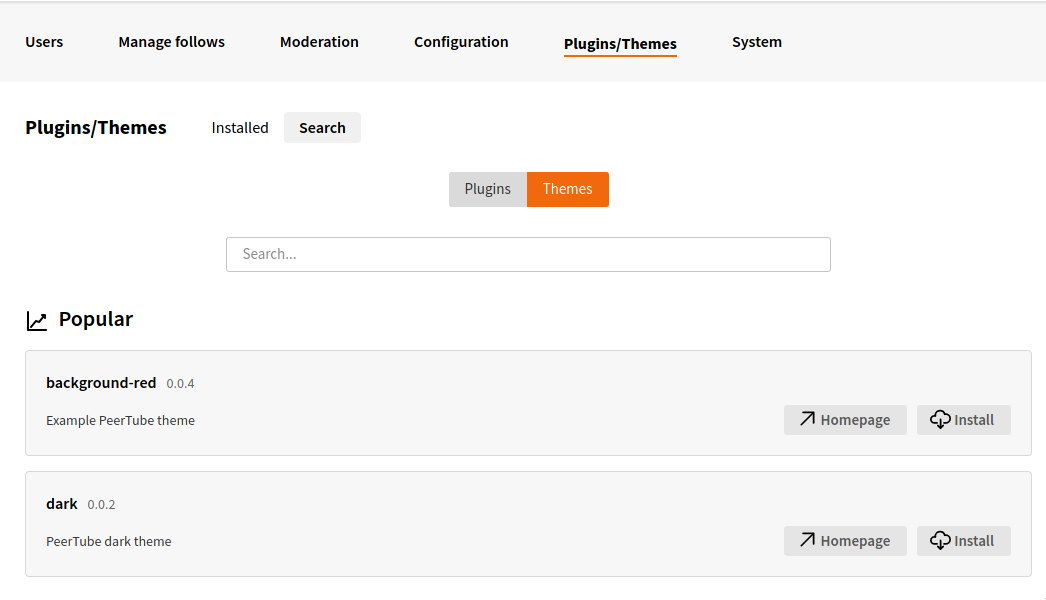 Users Manage follows Moderation Configuration Plugins/Themes System
Plugins/Themes Installed Search
Plugins Themes
Search...
Popular
background-red 0.0.4
Example PeerTube theme Homepage Install
dark 0.0.2
PeerTube dark theme Homepage Install